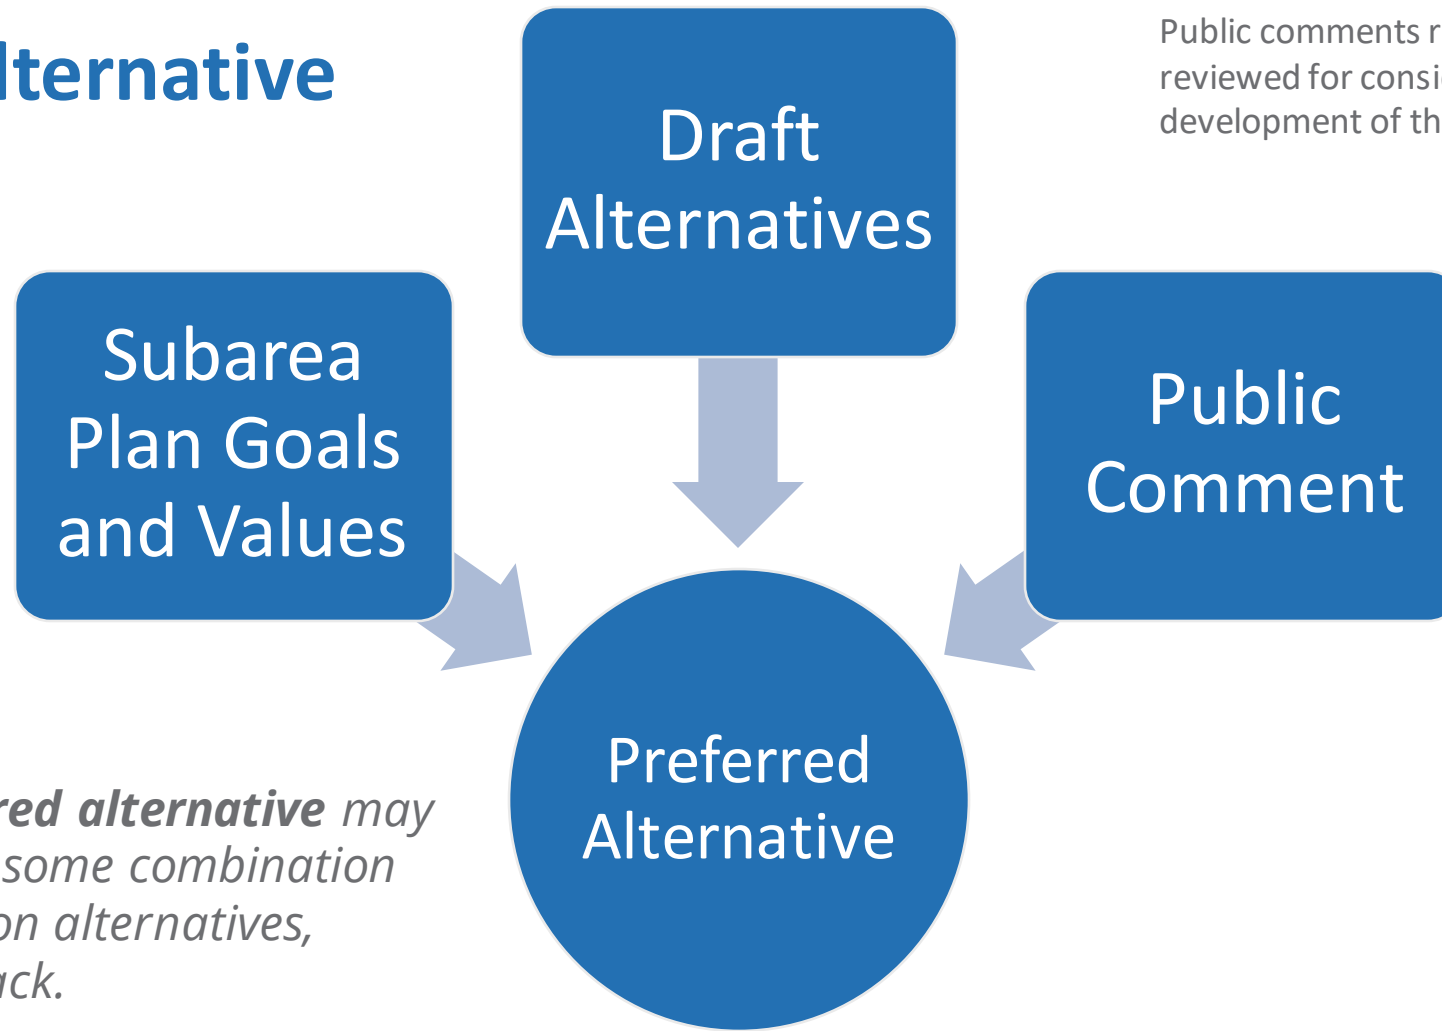 lternative
Public comments r
reviewed for consi
development of th
Draft
Alternatives
Subarea
Plan Goals
and Values
Public
Comment
Preferred
Alternative
red alternative may
some combination
on alternatives,
ack.